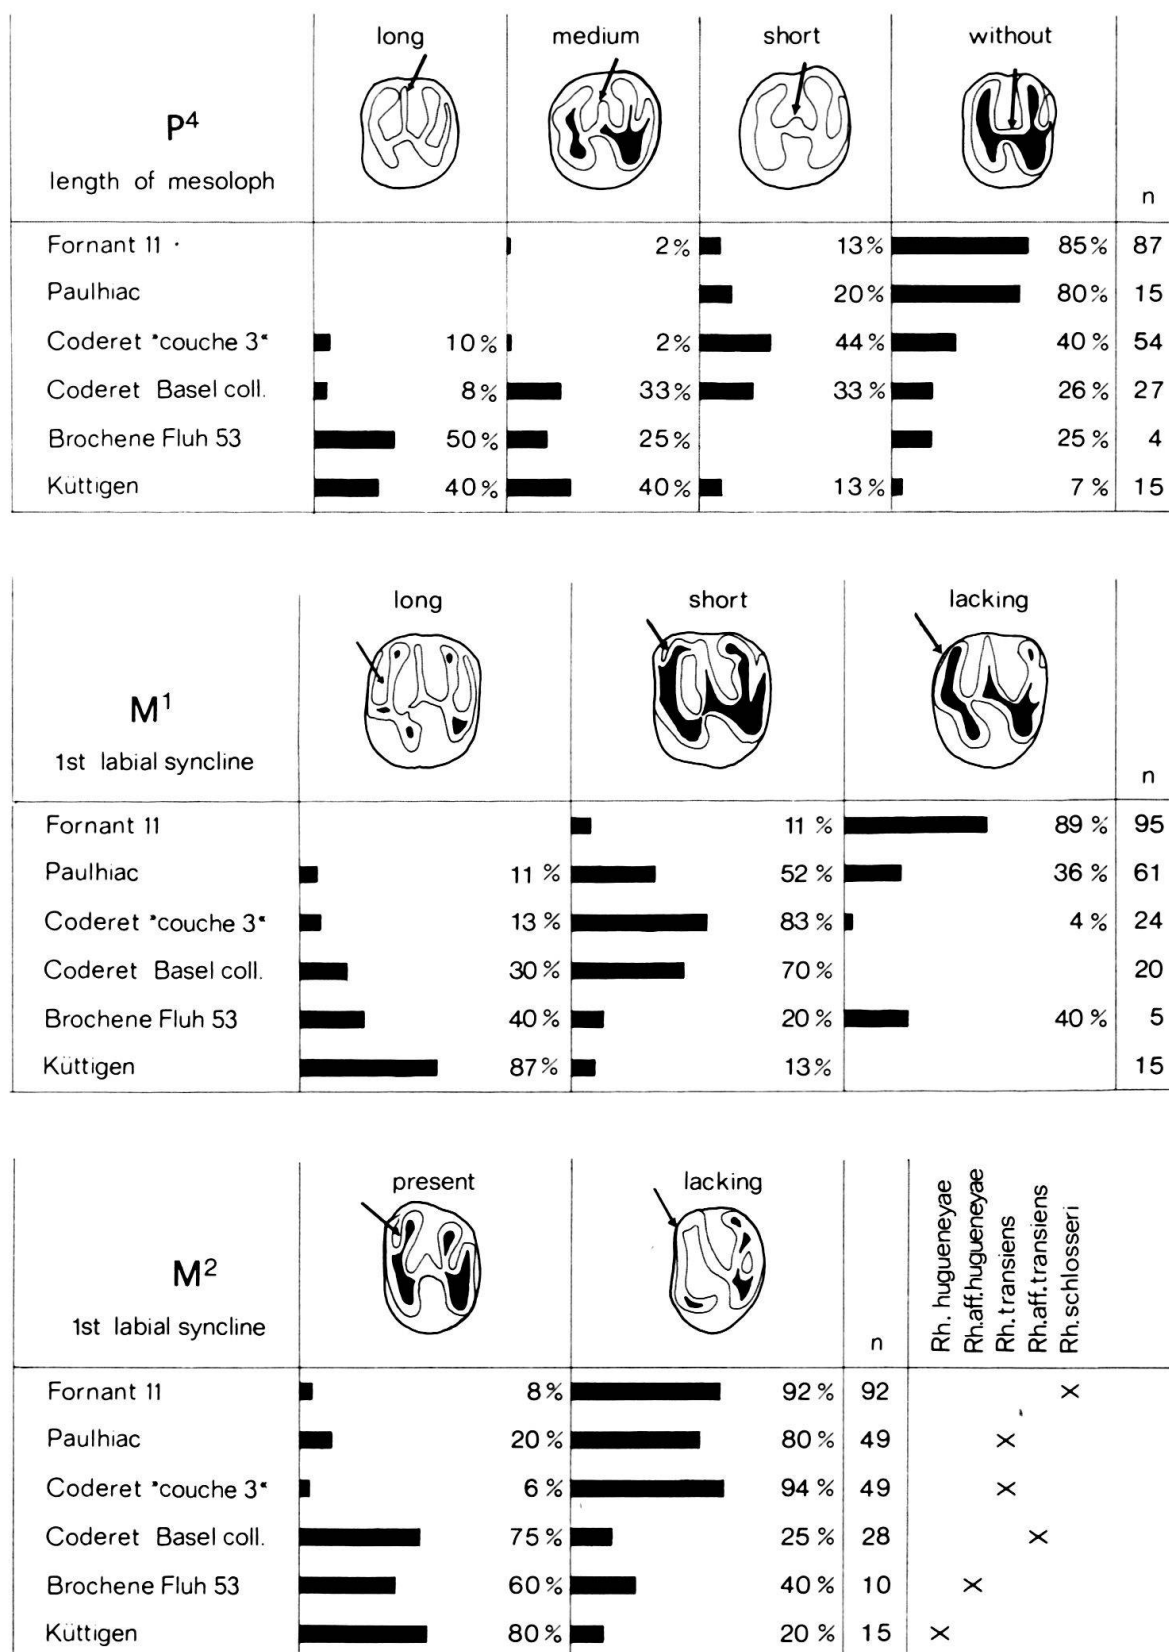 long medium short without
P⁴
length of mesoloph
n
Fornant 11 2% 13% 85% 87
Paulhiac 20% 80% 15
Coderet "couche 3" 10% 2% 44% 40% 54
Coderet Basel coll. 8% 33% 33% 26% 27
Brochene Fluh 53 50% 25% 25% 4
Küttigen 40% 40% 13% 7% 15
long short lacking
M¹
1st labial syncline
n
Fornant 11 11% 89% 95
Paulhiac 11% 52% 36% 61
Coderet "couche 3" 13% 83% 4% 24
Coderet Basel coll. 30% 70% 20
Brochene Fluh 53 40% 20% 40% 5
Küttigen 87% 13% 15
present lacking
M²
1st labial syncline
n
Rh. hugueneyae
Rh.aff.hugueneyae
Rh.transiens
Rh.aff.transiens
Rh.schlosseri
Fornant 11 8% 92% 92 X
Paulhiac 20% 80% 49 X
Coderet "couche 3" 6% 94% 49 X
Coderet Basel coll. 75% 25% 28 X
Brochene Fluh 53 60% 40% 10 X
Küttigen 80% 20% 15 X